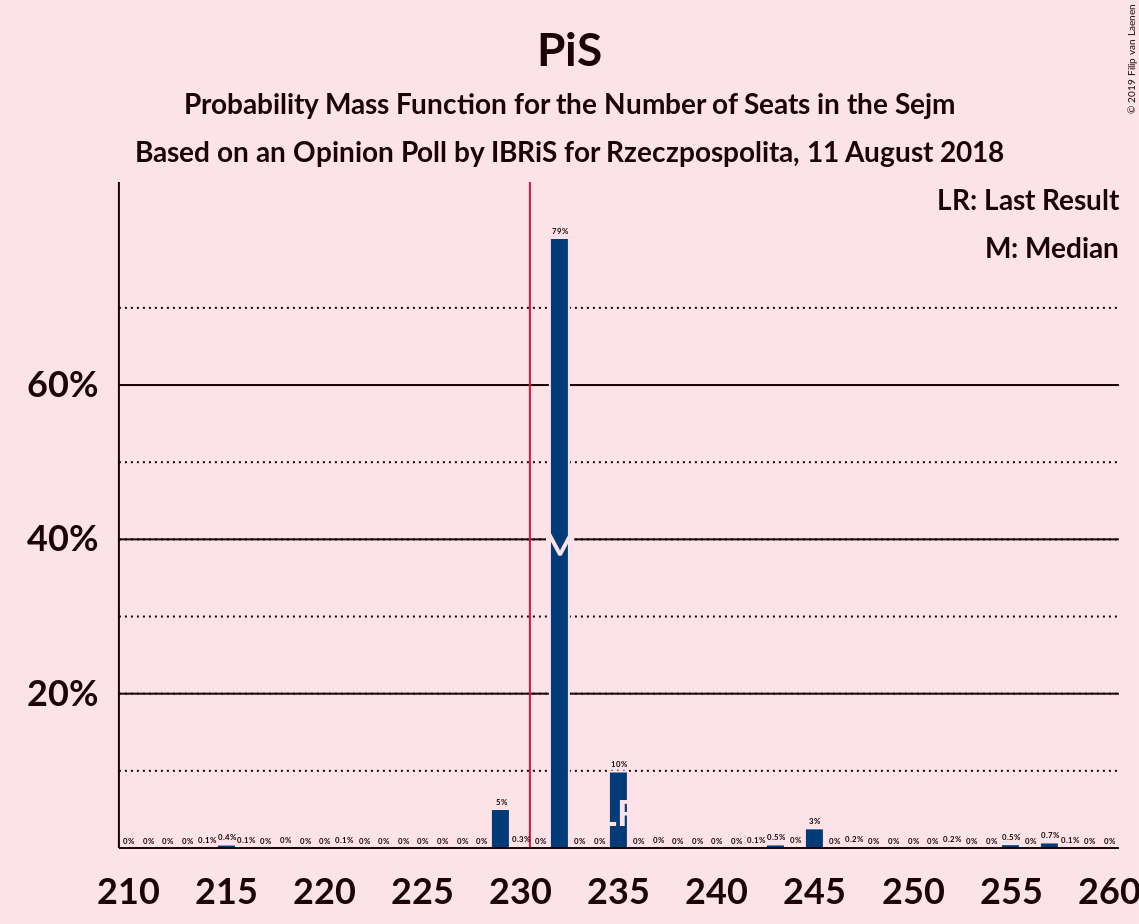 © 2019 Filip van Laenen
PiS
Probability Mass Function for the Number of Seats in the Sejm
Based on an Opinion Poll by IBRiS for Rzeczpospolita, 11 August 2018
LR: Last Result
M: Median
79%
60%
40%
M
20%
10%
5%
LR
3%
0% 0% 0% 0% 0.1% 0.4% 0.1% 0% 0% 0% 0% 0.1% 0% 0% 0% 0% 0% 0% 0% 0.3% 0% 0% 0% 0% 0% 0% 0% 0% 0% 0.1% 0.5% 0% 0% 0.2% 0% 0% 0% 0% 0.2% 0% 0% 0.5% 0% 0.7% 0.1% 0% 0%
210 215 220 225 230 235 240 245 250 255 260